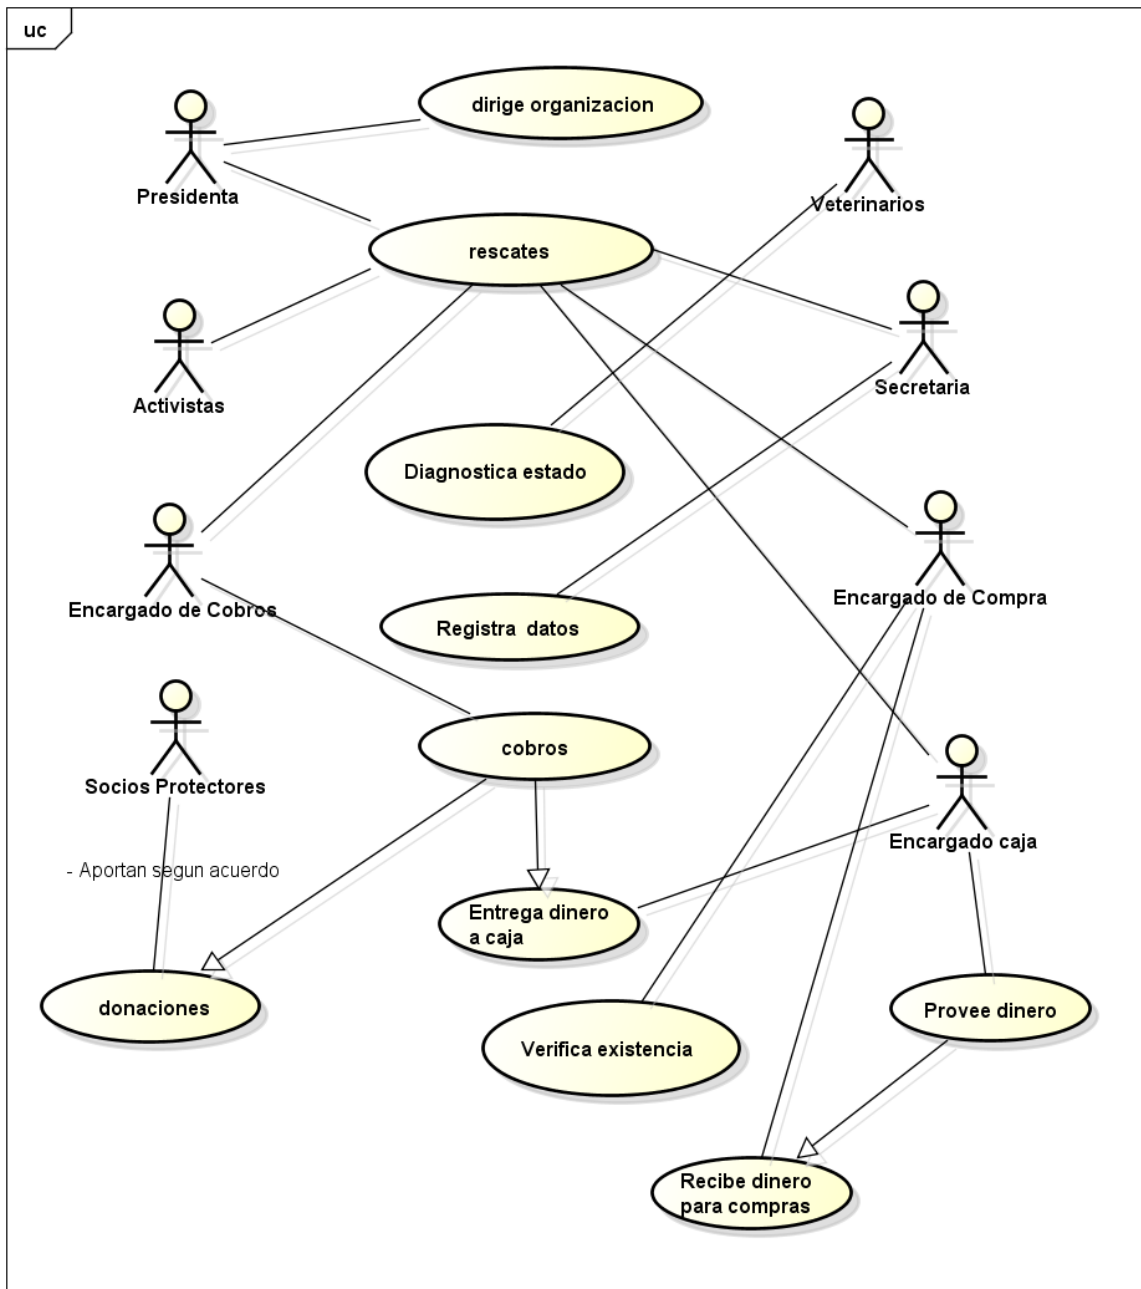 uc
dirige organizacion
Presidenta
Veterinarios
rescates
Secretaria
Activistas
Diagnostica estado
Encargado de Cobros
Encargado de Compra
Registra  datos
cobros
Socios Protectores
Encargado caja
- Aportan segun acuerdo
Entrega dinero
a caja
donaciones
Provee dinero
Verifica existencia
Recibe dinero
para compras